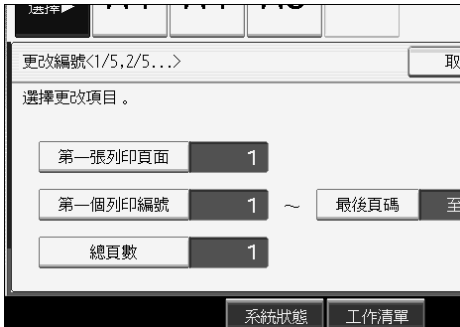 選擇▶
更改編號<1/5,2/5...> 取
選擇更改項目。
第一張列印頁面 1
第一個列印編號 1 ～ 最後頁碼 至
總頁數 1
系統狀態 工作清單